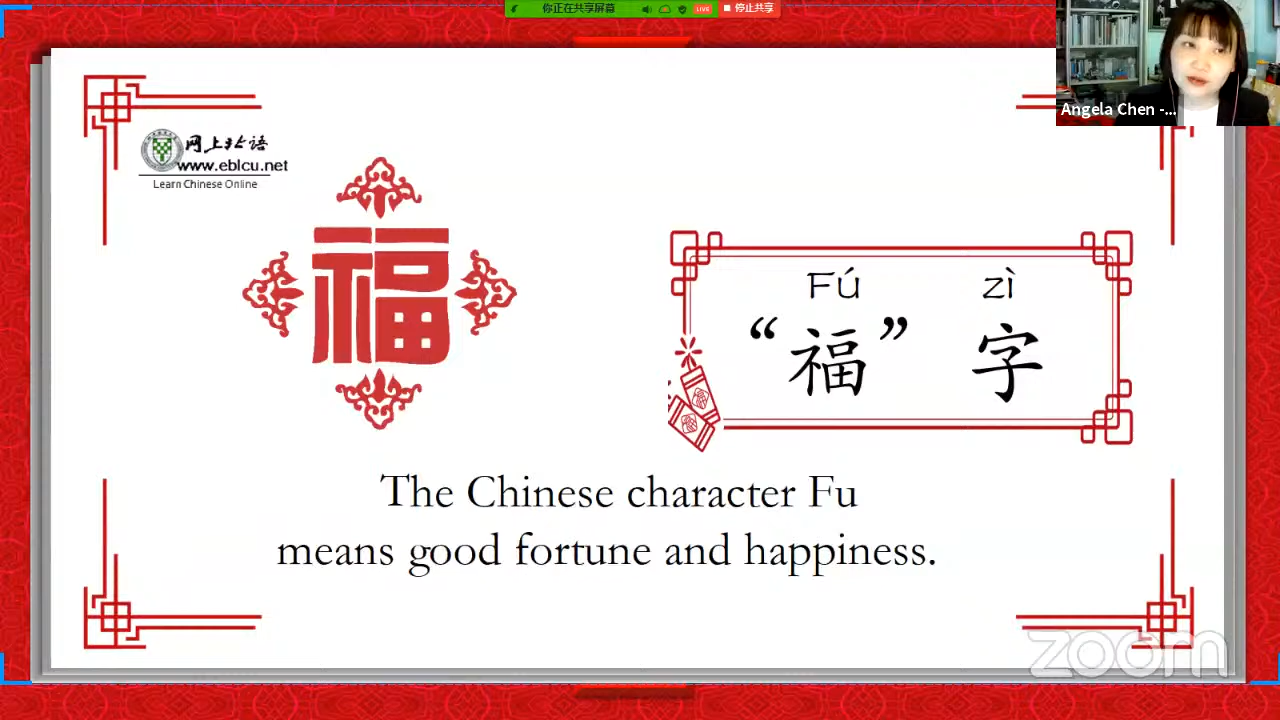 你正在共享屏幕
LIVE
停止共享
Angela Chen -...
网上北语
www.eblcu.net
Learn Chinese Online
福
Fú zì
“福” 字
The Chinese character Fu
means good fortune and happiness.
zoom